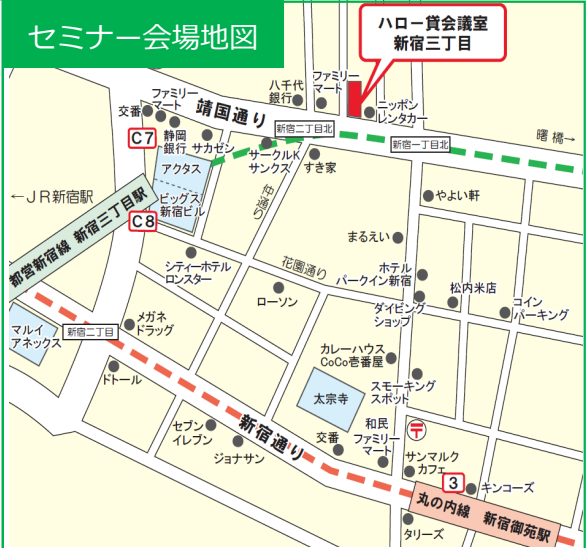 セミナー会場地図
ハロー貸会議室
新宿三丁目
八千代
銀行
ファミリー
マート
ニッポン
レンタカー
ファミリー
マート
交番
靖国通り
静岡
銀行
サカゼン
C7
新宿二丁目北
新宿一丁目北
曙橋→
サークルK
サンクス
すき家
アクタス
ビッグス
新宿ビル
←JR新宿駅
都営新宿線 新宿三丁目駅
C8
仲通り
やよい軒
まるえい
シティーホテル
ロンスター
花園通り
ホテル
パークイン新宿
松内米店
コイン
パーキング
ダイビング
ショップ
ローソン
メガネ
ドラッグ
新宿二丁目
マルイ
アネックス
カレーハウス
CoCo壱番屋
スモーキング
スポット
ドトール
太宗寺
新宿通り
セブン
イレブン
ジョナサン
交番
和民
ファミリー
マート
〒
サンマルク
カフェ
3
キンコーズ
丸の内線 新宿御苑駅
タリーズ